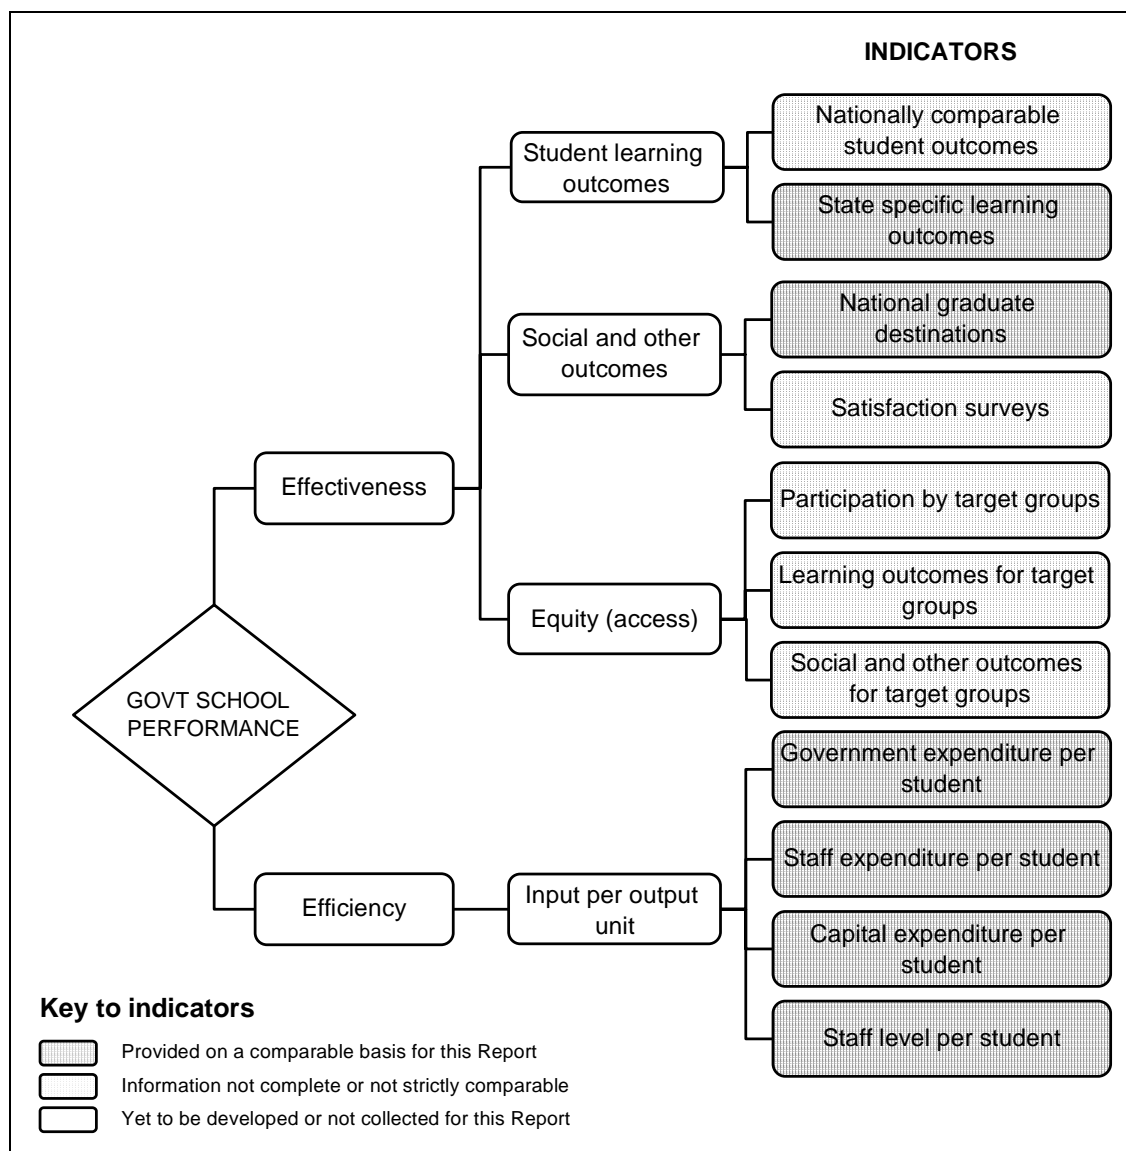 INDICATORS
Nationally comparable
student outcomes
Student learning
outcomes
State specific learning
outcomes
National graduate
destinations
Social and other
outcomes
Satisfaction surveys
Effectiveness
Participation by target groups
Learning outcomes for target
groups
Equity (access)
Social and other outcomes
for target groups
GOVT SCHOOL
PERFORMANCE
Government expenditure per
student
Staff expenditure per student
Efficiency
Input per output
unit
Capital expenditure per
student
Staff level per student
Key to indicators
Provided on a comparable basis for this Report
Information not complete or not strictly comparable
Yet to be developed or not collected for this Report